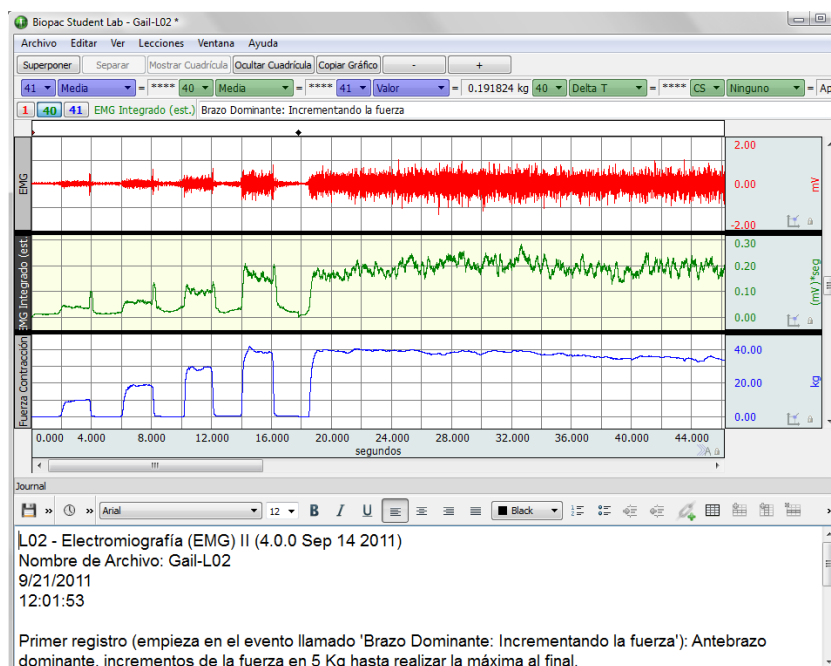 Biopac Student Lab - Gail-L02 *
Archivo Editar Ver Lecciones Ventana Ayuda
Superponer Separar Mostrar Cuadrícula Ocultar Cuadrícula Copiar Gráfico - +
41 Media = **** 40 Media = **** 41 Valor = 0.191824 kg 40 Delta T = **** CS Ninguno = Ap
1 40 41 EMG Integrado (est.) Brazo Dominante: Incrementando la fuerza
EMG
2.00
0.00
-2.00
mV
EMG Integrado (est.
0.30
0.20
0.10
0.00
(mV)*seg
Fuerza Contracción
40.00
20.00
0.00
kg
0.000 4.000 8.000 12.000 16.000 20.000 24.000 28.000 32.000 36.000 40.000 44.000
segundos
Journal
Arial 12 B I U Black
L02 - Electromiografía (EMG) II (4.0.0 Sep 14 2011)
Nombre de Archivo: Gail-L02
9/21/2011
12:01:53
Primer registro (empieza en el evento llamado 'Brazo Dominante: Incrementando la fuerza'): Antebrazo
dominante, incrementos de la fuerza en 5 Kg hasta realizar la máxima al final.